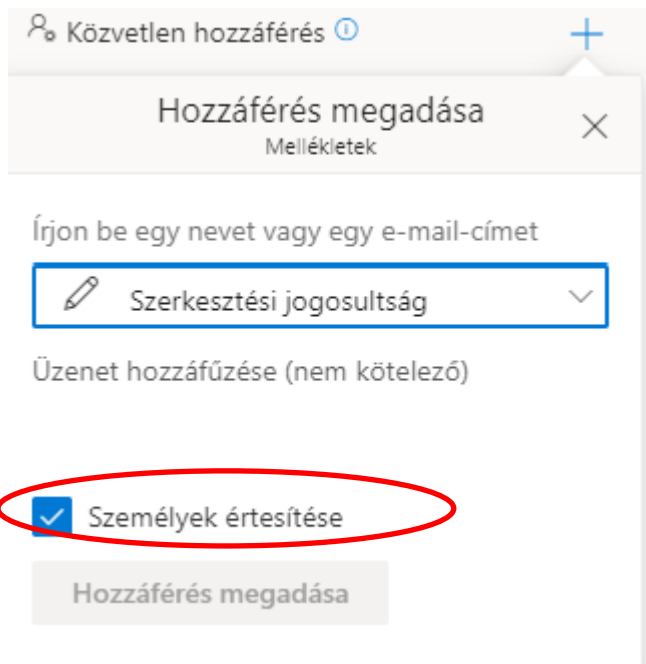 Közvetlen hozzáférés
Hozzáférés megadása
Mellékletek
Írjon be egy nevet vagy egy e-mail-címet
Szerkesztési jogosultság
Üzenet hozzáfűzése (nem kötelező)
Személyek értesítése
Hozzáférés megadása